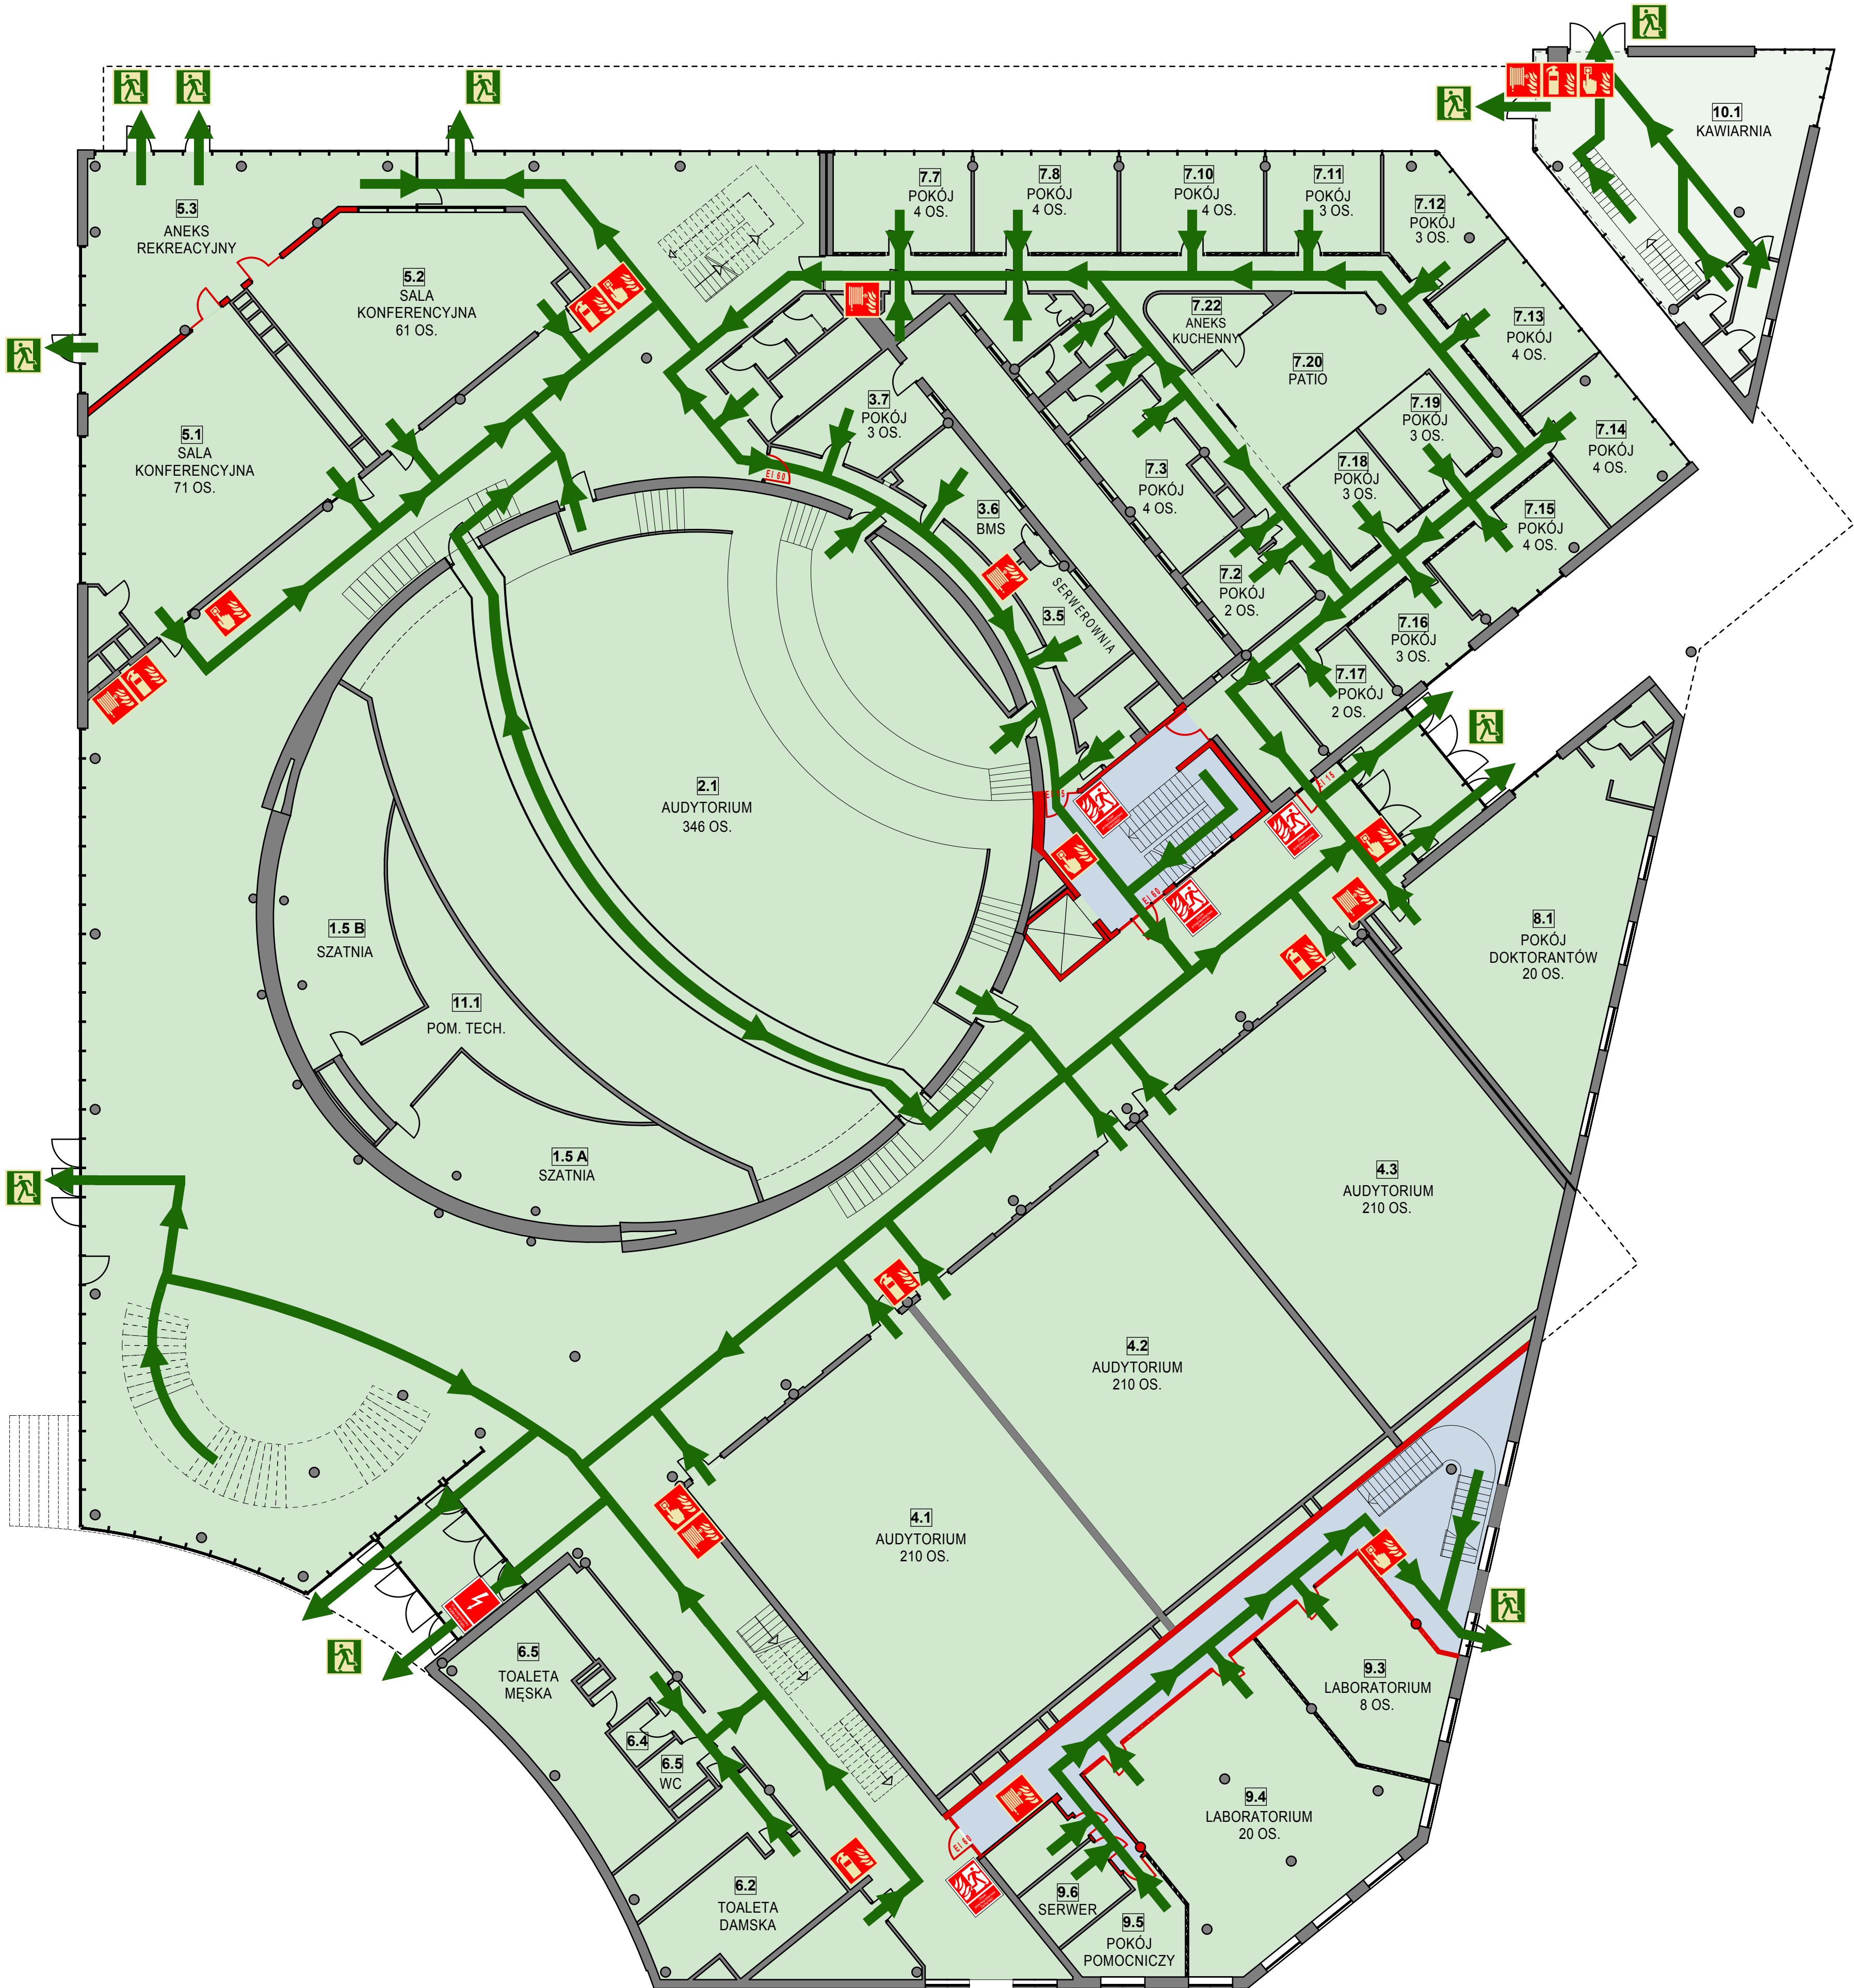 10.1
KAWIARNIA
5.3
ANEKS
REKREACYJNY
5.2
SALA
KONFERENCYJNA
61 OS.
5.1
SALA
KONFERENCYJNA
71 OS.
7.7
POKÓJ
4 OS.
7.8
POKÓJ
4 OS.
7.10
POKÓJ
4 OS.
7.11
POKÓJ
3 OS.
7.12
POKÓJ
3 OS.
7.13
POKÓJ
4 OS.
7.14
POKÓJ
4 OS.
7.15
POKÓJ
4 OS.
7.16
POKÓJ
3 OS.
7.17
POKÓJ
2 OS.
7.18
POKÓJ
3 OS.
7.19
POKÓJ
3 OS.
7.20
PATIO
7.22
ANEKS
KUCHENNY
7.3
POKÓJ
4 OS.
7.2
POKÓJ
2 OS.
3.7
POKÓJ
3 OS.
EI 60
3.6
BMS
3.5
SERWEROWNIA
EI 15
EI 60
2.1
AUDYTORIUM
346 OS.
1.5 B
SZATNIA
11.1
POM. TECH.
1.5 A
SZATNIA
8.1
POKÓJ
DOKTORANTÓW
20 OS.
4.3
AUDYTORIUM
210 OS.
4.2
AUDYTORIUM
210 OS.
4.1
AUDYTORIUM
210 OS.
6.5
TOALETA
MĘSKA
6.4
6.5
WC
6.2
TOALETA
DAMSKA
EI 60
9.3
LABORATORIUM
8 OS.
9.4
LABORATORIUM
20 OS.
9.6
SERWER
9.5
POKÓJ
POMOCNICZY